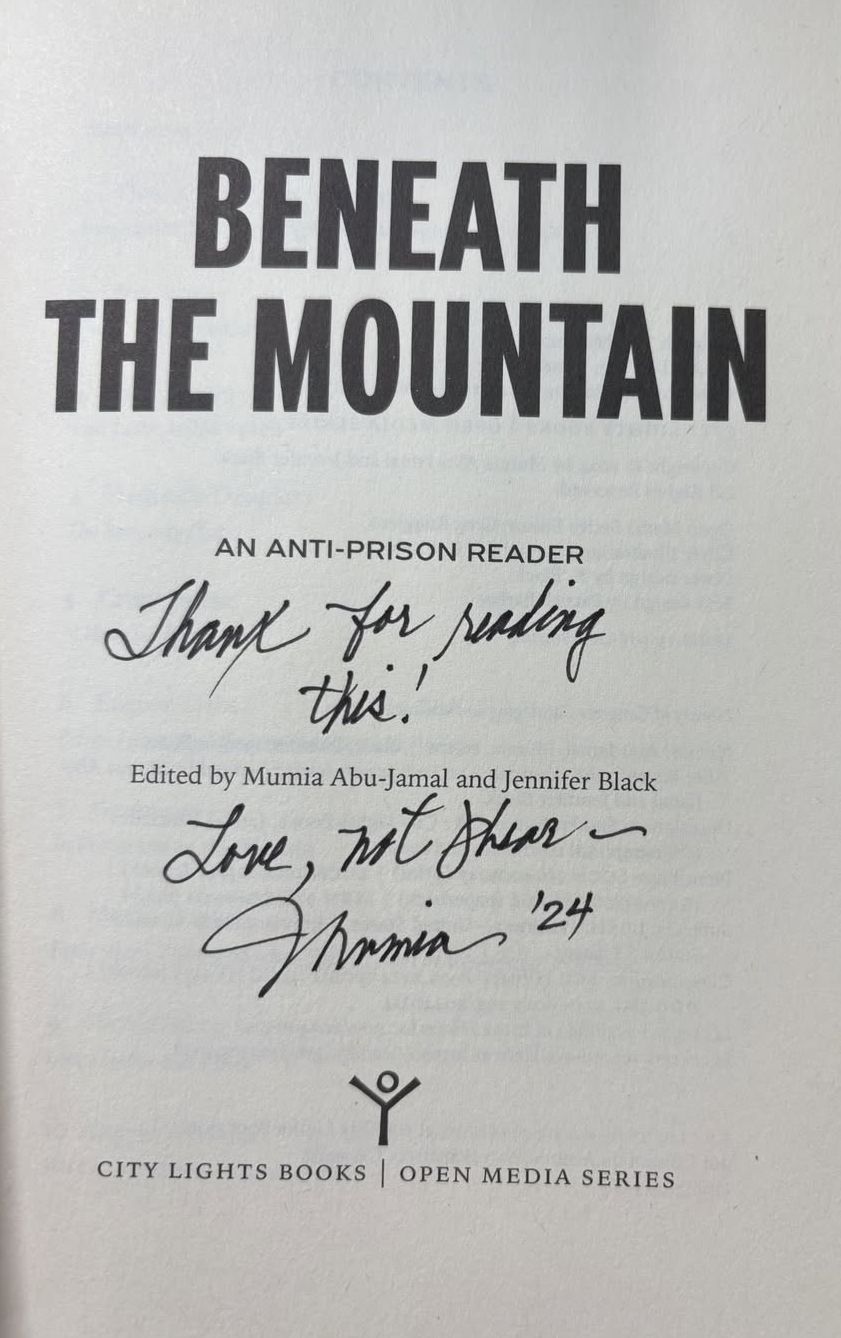 BENEATH
THE MOUNTAIN
AN ANTI-PRISON READER
Thanx for reading
this!
Edited by Mumia Abu-Jamal and Jennifer Black
Love, not Phear —
Mumia '24
CITY LIGHTS BOOKS | OPEN MEDIA SERIES